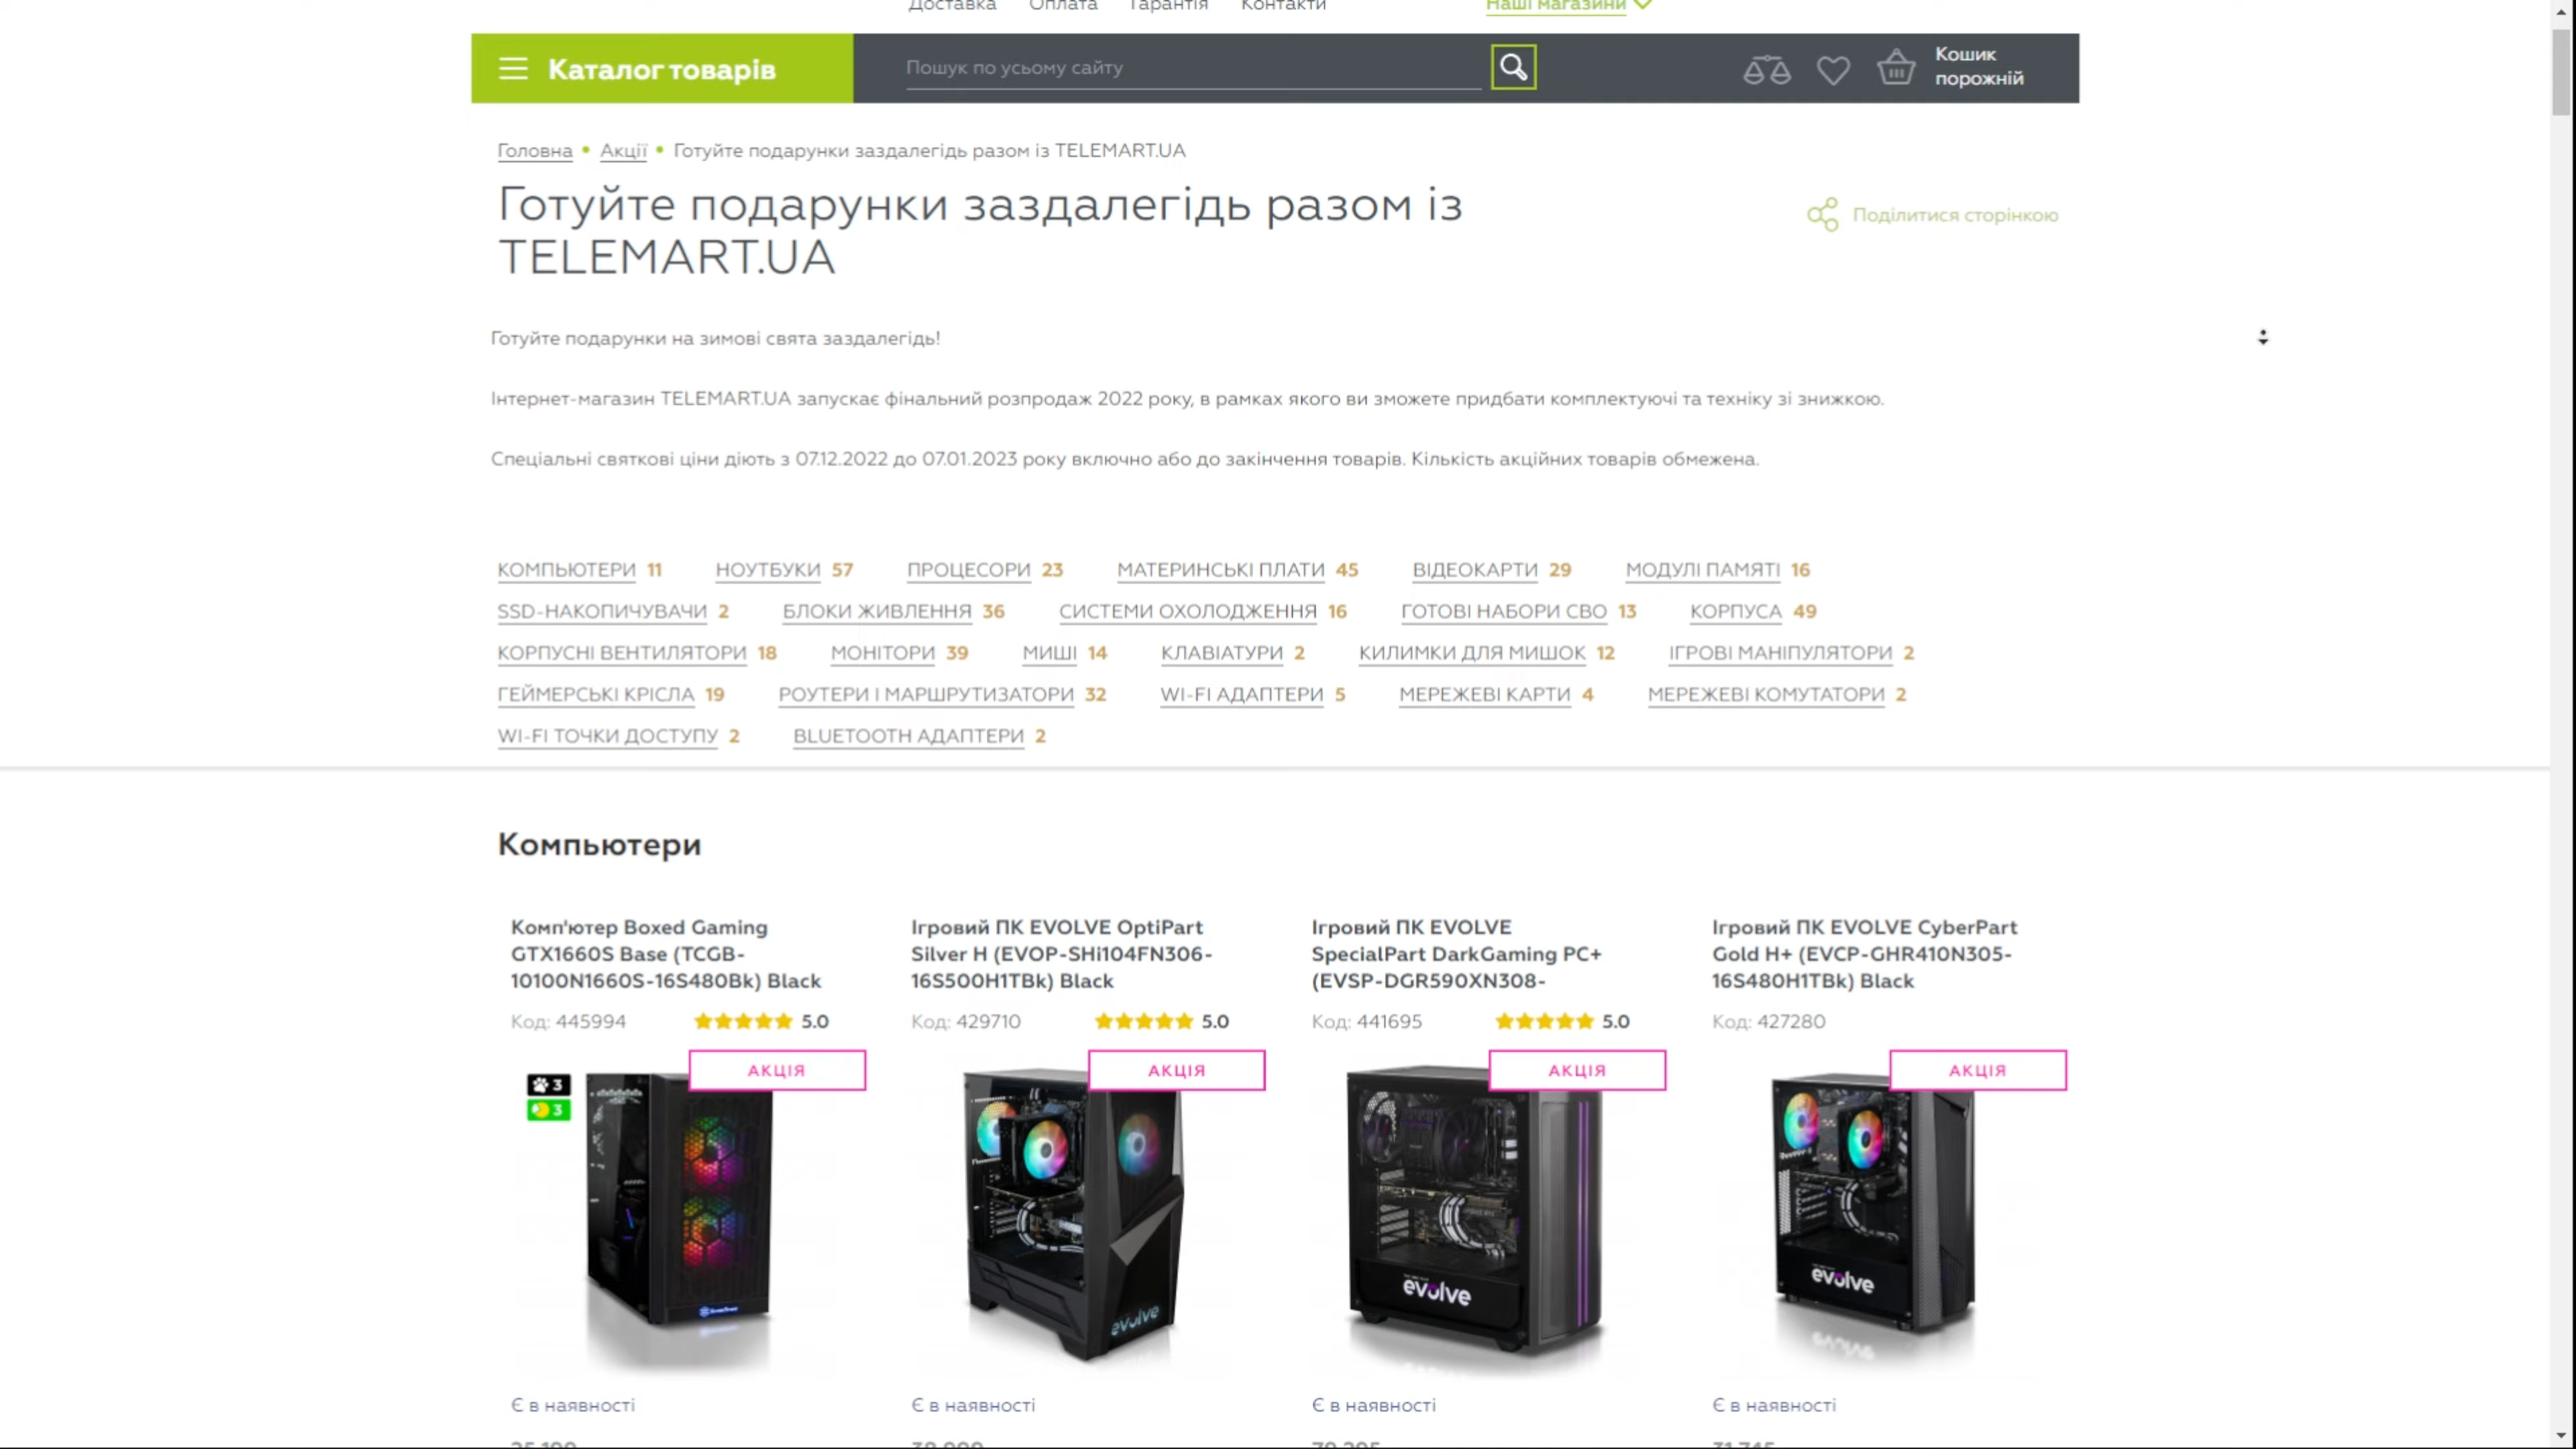 Доставка Оплата Гарантія Контакти Наші магазини
Каталог товарів
Пошук по усьому сайту
Кошик
порожній
Головна • Акції • Готуйте подарунки заздалегідь разом із TELEMART.UA
Готуйте подарунки заздалегідь разом із
TELEMART.UA
Поділитися сторінкою
Готуйте подарунки на зимові свята заздалегідь!
Інтернет-магазин TELEMART.UA запускає фінальний розпродаж 2022 року, в рамках якого ви зможете придбати комплектуючі та техніку зі знижкою.
Спеціальні святкові ціни діють з 07.12.2022 до 07.01.2023 року включно або до закінчення товарів. Кількість акційних товарів обмежена.
КОМПЬЮТЕРИ 11 НОУТБУКИ 57 ПРОЦЕСОРИ 23 МАТЕРИНСЬКІ ПЛАТИ 45 ВІДЕОКАРТИ 29 МОДУЛІ ПАМЯТІ 16
SSD-НАКОПИЧУВАЧИ 2 БЛОКИ ЖИВЛЕННЯ 36 СИСТЕМИ ОХОЛОДЖЕННЯ 16 ГОТОВІ НАБОРИ СВО 13 КОРПУСА 49
КОРПУСНІ ВЕНТИЛЯТОРИ 18 МОНІТОРИ 39 МИШІ 14 КЛАВІАТУРИ 2 КИЛИМКИ ДЛЯ МИШОК 12 ІГРОВІ МАНІПУЛЯТОРИ 2
ГЕЙМЕРСЬКІ КРІСЛА 19 РОУТЕРИ І МАРШРУТИЗАТОРИ 32 WI-FI АДАПТЕРИ 5 МЕРЕЖЕВІ КАРТИ 4 МЕРЕЖЕВІ КОМУТАТОРИ 2
WI-FI ТОЧКИ ДОСТУПУ 2 BLUETOOTH АДАПТЕРИ 2
Компьютери
Комп'ютер Boxed Gaming
GTX1660S Base (TCGB-
10100N1660S-16S480Bk) Black
Код: 445994 5.0
АКЦІЯ
3
3
Є в наявності
Ігровий ПК EVOLVE OptiPart
Silver H (EVOP-SHi104FN306-
16S500H1TBk) Black
Код: 429710 5.0
АКЦІЯ
evolve
Є в наявності
Ігровий ПК EVOLVE
SpecialPart DarkGaming PC+
(EVSP-DGR590XN308-
Код: 441695 5.0
АКЦІЯ
evolve
Є в наявності
Ігровий ПК EVOLVE CyberPart
Gold H+ (EVCP-GHR410N305-
16S480H1TBk) Black
Код: 427280
АКЦІЯ
evolve
Є в наявності